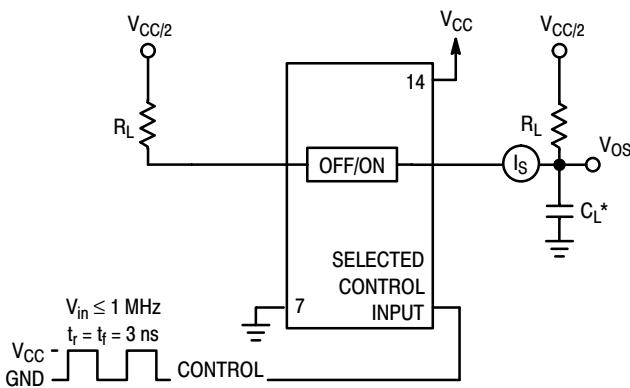 V_CC/2
V_CC
V_CC/2
14
R_L
R_L
V_OS
OFF/ON
I_S
C_L*
SELECTED
CONTROL
INPUT
7
V_in ≤ 1 MHz
t_r = t_f = 3 ns
V_CC
GND
CONTROL